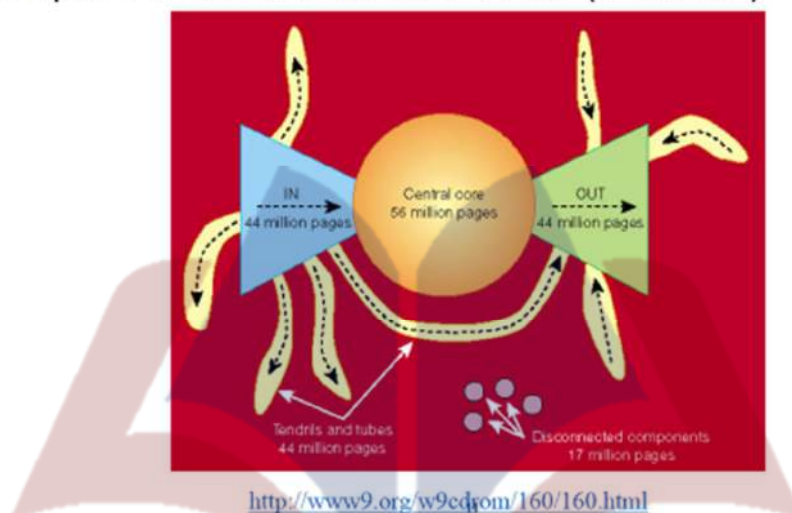 IN
44 million pages
Central core
56 million pages
OUT
44 million pages
Tendrils and tubes
44 million pages
Disconnected components
17 million pages
http://www9.org/w9cdrom/160/160.html